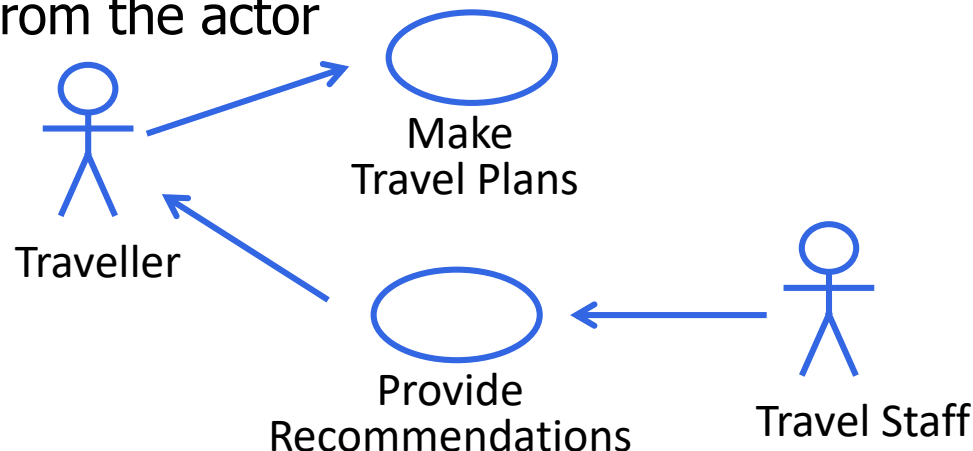 rom the actor
Make
Travel Plans
Traveller
Provide
Recommendations
Travel Staff